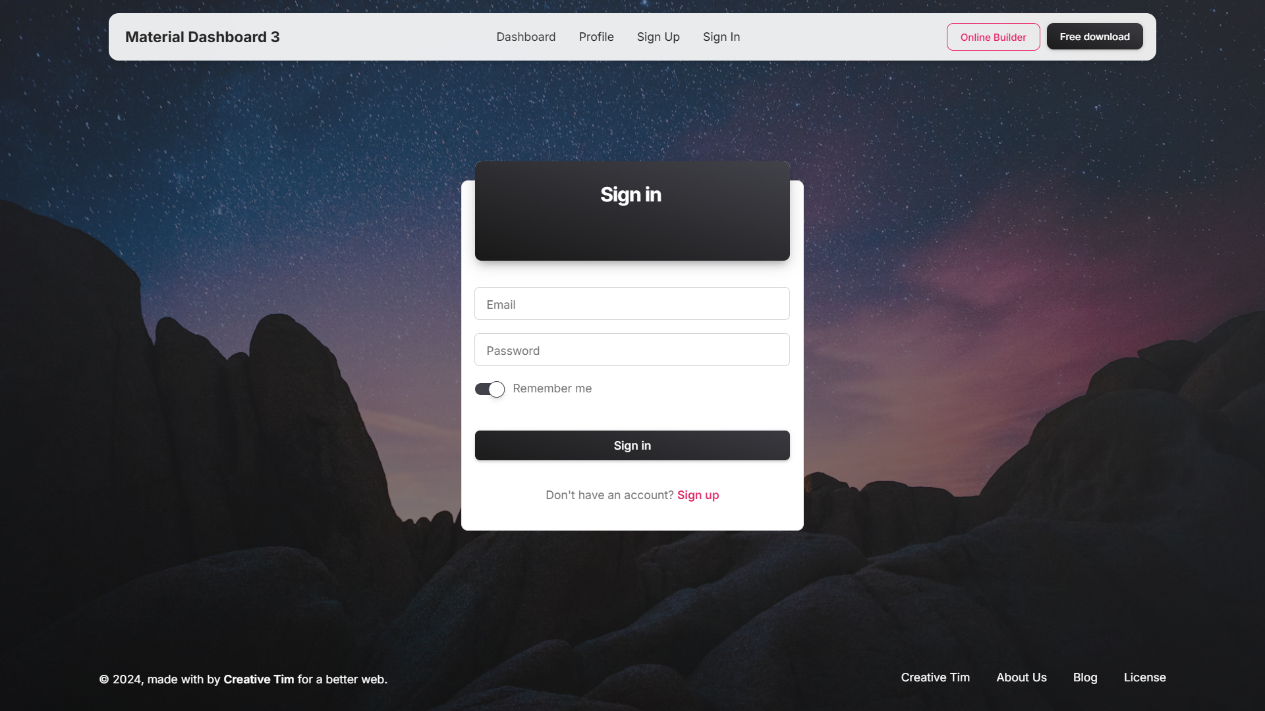 Material Dashboard 3
Dashboard Profile Sign Up Sign In
Online Builder Free download
Sign in
Email
Password
Remember me
Sign in
Don't have an account? Sign up
© 2024, made with by Creative Tim for a better web.
Creative Tim About Us Blog License